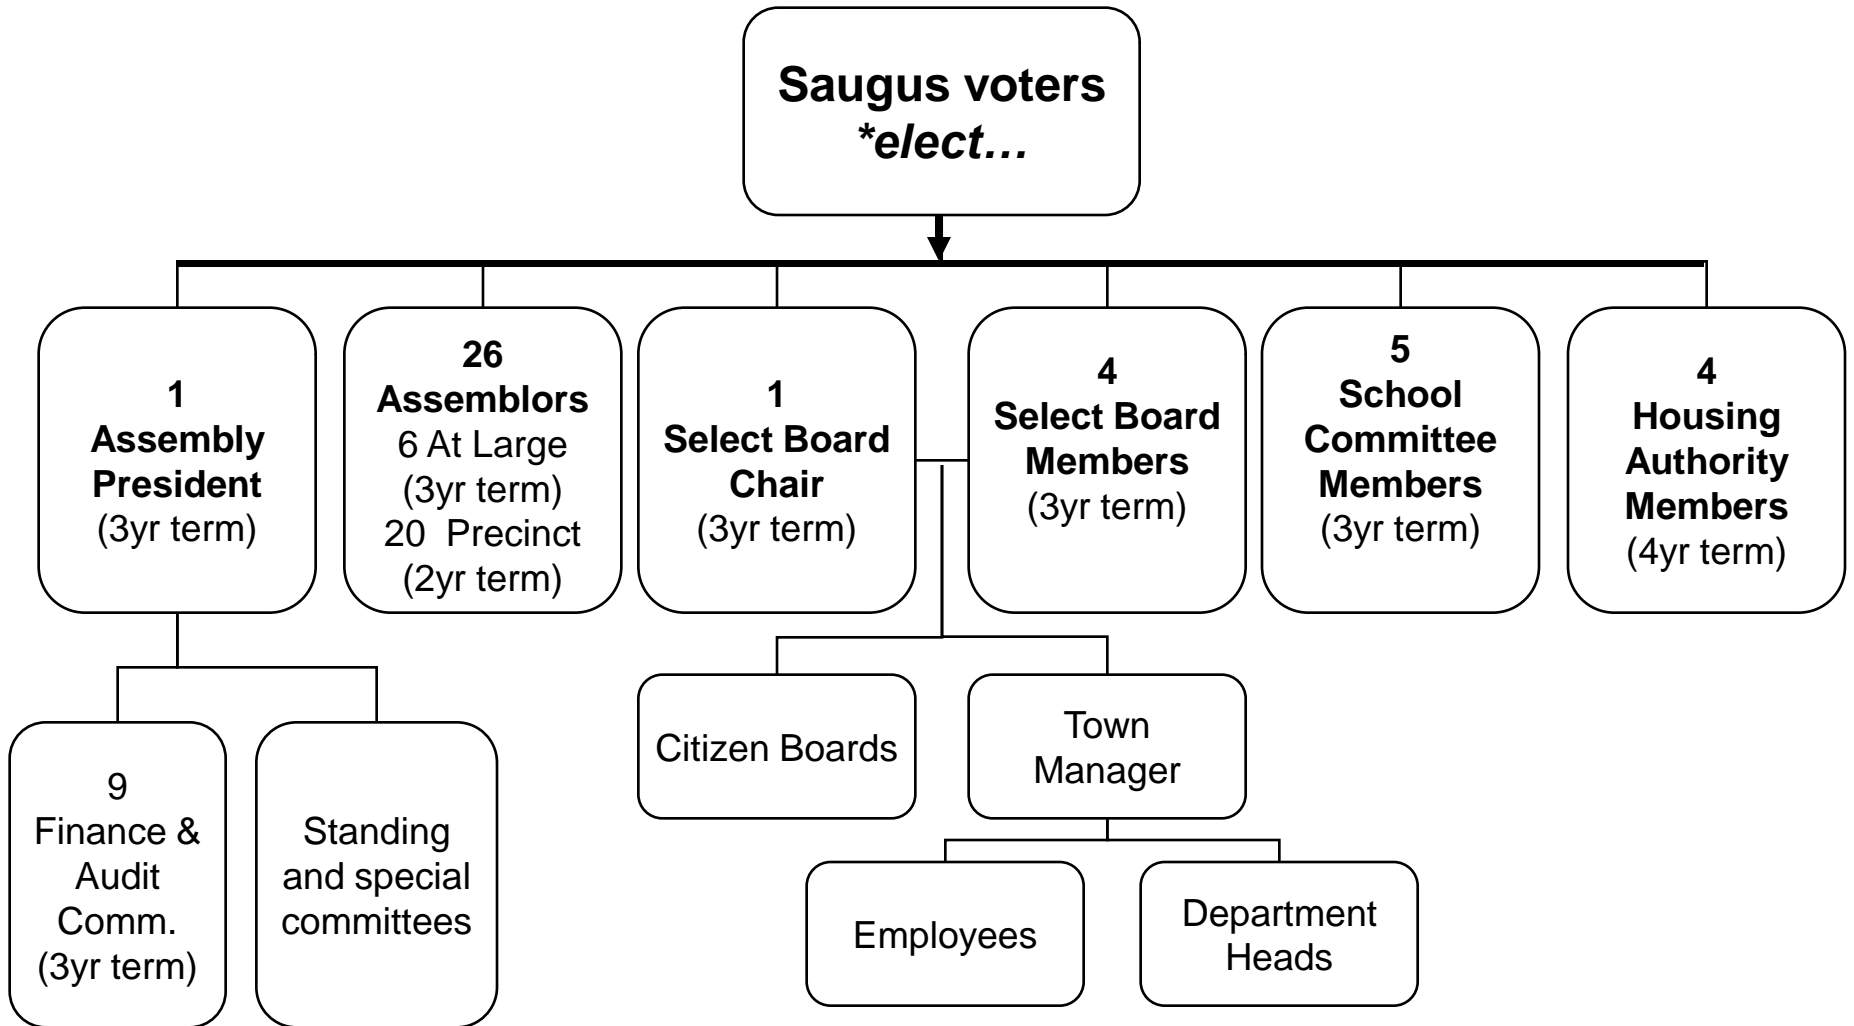 Saugus voters
*elect…
1
Assembly
President
(3yr term)
26
Assemblors
6 At Large
(3yr term)
20 Precinct
(2yr term)
1
Select Board
Chair
(3yr term)
4
Select Board
Members
(3yr term)
5
School
Committee
Members
(3yr term)
4
Housing
Authority
Members
(4yr term)
9
Finance &
Audit
Comm.
(3yr term)
Standing
and special
committees
Citizen Boards
Town
Manager
Employees
Department
Heads